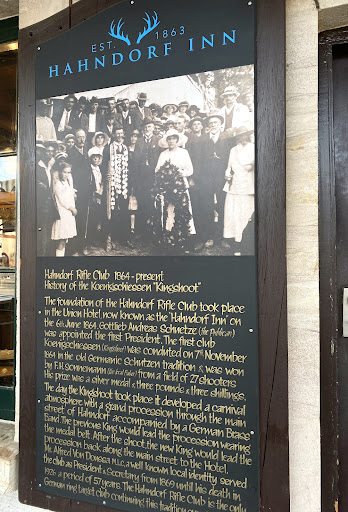 EST. 1863
HAHNDORF INN
Hahndorf Rifle Club 1864 - present
History of the Koenigschiessen "Kingshoot"
The foundation of the Hahndorf Rifle Club took place
in the Union Hotel now known as the 'Hahndorf Inn' on
the 6th June 1864. Gottlieb Andreas Schuetze (the Publican)
was appointed the first President. The first club
Koenigschiessen (Kingshoot) was conducted on 7th November
1864 in the old Germanic Schutzen tradition & was won
by F.H. Sonnemann from a field of 27 shooters
His prize was a silver medal & three pounds & three shillings.
The day the Kingshoot took place it developed a carnival
atmosphere with a grand procession through the main
street of Hahndorf accompanied by a German Brass
Band. The previous King would lead the procession wearing
the medal belt. After the shoot the new King would lead the
procession back along the main street to the Hotel.
Mr. Alfred Von Doussa M.L.C, a well known local identity served
the club as President & Secretary from 1869 until his death in
1926 a period of 57 years. The Hahndorf Rifle Club is the only
German ring target club continuing this tradition